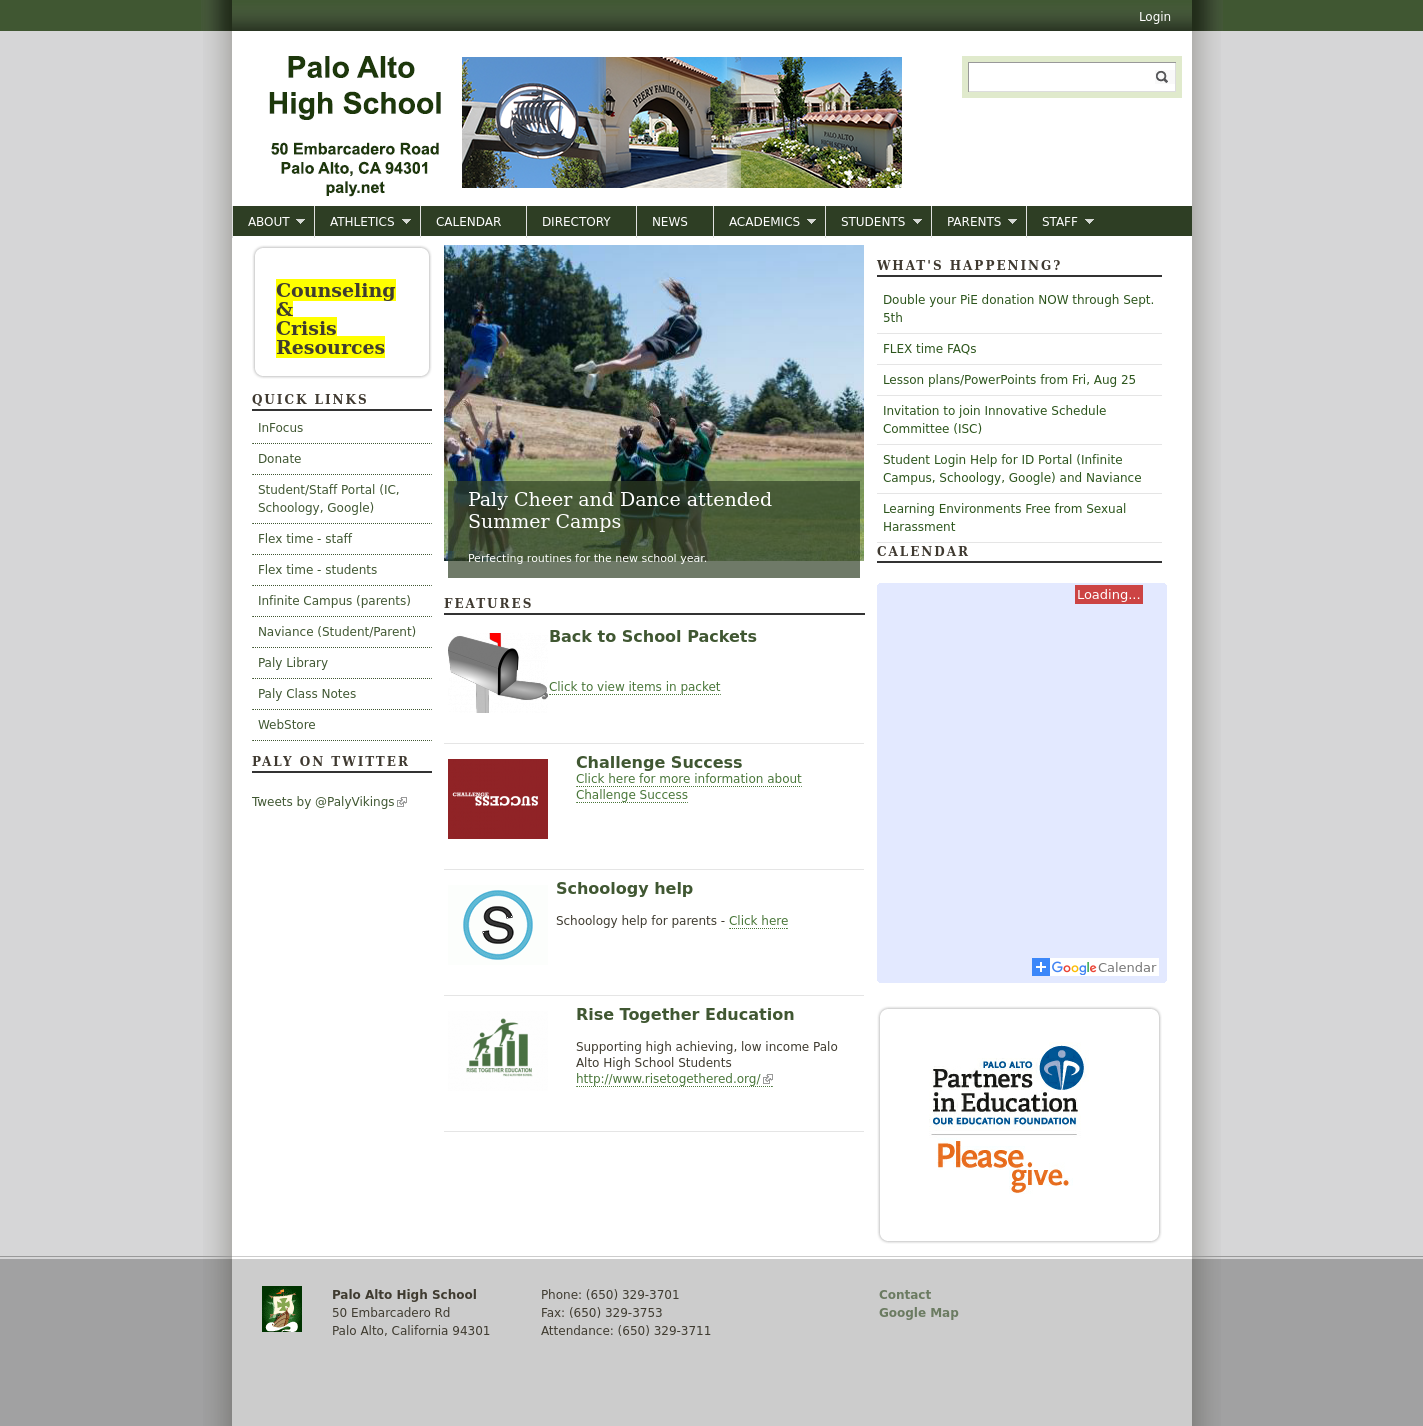 Login
Palo Alto
High School
50 Embarcadero Road
Palo Alto, CA 94301
paly.net
PEERY FAMILY CENTER
PALO ALTO
HIGH SCHOOL
ABOUT ATHLETICS CALENDAR DIRECTORY NEWS ACADEMICS STUDENTS PARENTS STAFF
Counseling
&
Crisis
Resources
QUICK LINKS
InFocus
Donate
Student/Staff Portal (IC,
Schoology, Google)
Flex time - staff
Flex time - students
Infinite Campus (parents)
Naviance (Student/Parent)
Paly Library
Paly Class Notes
WebStore
PALY ON TWITTER
Tweets by @PalyVikings
Paly Cheer and Dance attended
Summer Camps
Perfecting routines for the new school year.
FEATURES
Back to School Packets
Click to view items in packet
CHALLENGE
SUCCESS
Challenge Success
Click here for more information about
Challenge Success
S
Schoology help
Schoology help for parents - Click here
RISE TOGETHER EDUCATION
Rise Together Education
Supporting high achieving, low income Palo
Alto High School Students
http://www.risetogethered.org/
WHAT'S HAPPENING?
Double your PiE donation NOW through Sept.
5th
FLEX time FAQs
Lesson plans/PowerPoints from Fri, Aug 25
Invitation to join Innovative Schedule
Committee (ISC)
Student Login Help for ID Portal (Infinite
Campus, Schoology, Google) and Naviance
Learning Environments Free from Sexual
Harassment
CALENDAR
Loading...
Google Calendar
PALO ALTO
Partners
in Education
OUR EDUCATION FOUNDATION
Please
give.
Palo Alto High School
50 Embarcadero Rd
Palo Alto, California 94301
Phone: (650) 329-3701
Fax: (650) 329-3753
Attendance: (650) 329-3711
Contact
Google Map